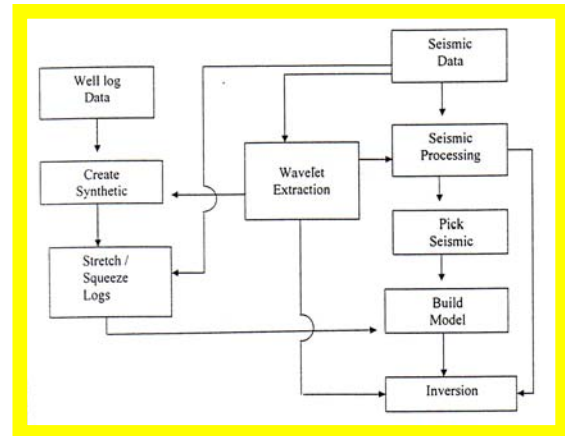 Seismic
Data
Well log
Data
Seismic
Processing
Wavelet
Extraction
Create
Synthetic
Pick
Seismic
Stretch /
Squeeze
Logs
Build
Model
Inversion